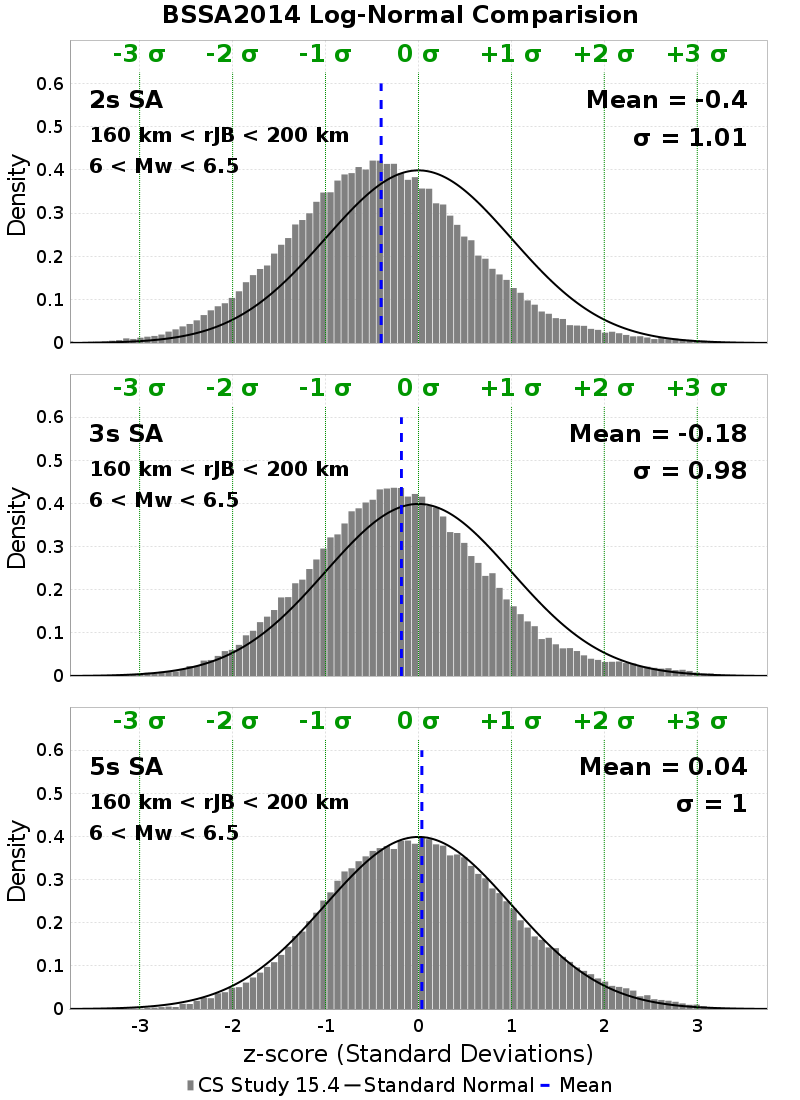 BSSA2014 Log-Normal Comparision
-3 σ -2 σ -1 σ 0 σ +1 σ +2 σ +3 σ
0.6
2s SA Mean = -0.4
0.5
160 km < rJB < 200 km σ = 1.01
6 < Mw < 6.5
0.4
0.3
0.2
0.1
0
Density
-3 σ -2 σ -1 σ 0 σ +1 σ +2 σ +3 σ
0.6
3s SA Mean = -0.18
0.5
160 km < rJB < 200 km σ = 0.98
6 < Mw < 6.5
0.4
0.3
0.2
0.1
0
Density
-3 σ -2 σ -1 σ 0 σ +1 σ +2 σ +3 σ
0.6
5s SA Mean = 0.04
0.5
160 km < rJB < 200 km σ = 1
6 < Mw < 6.5
0.4
0.3
0.2
0.1
0
Density
-3 -2 -1 0 1 2 3
z-score (Standard Deviations)
CS Study 15.4 Standard Normal Mean